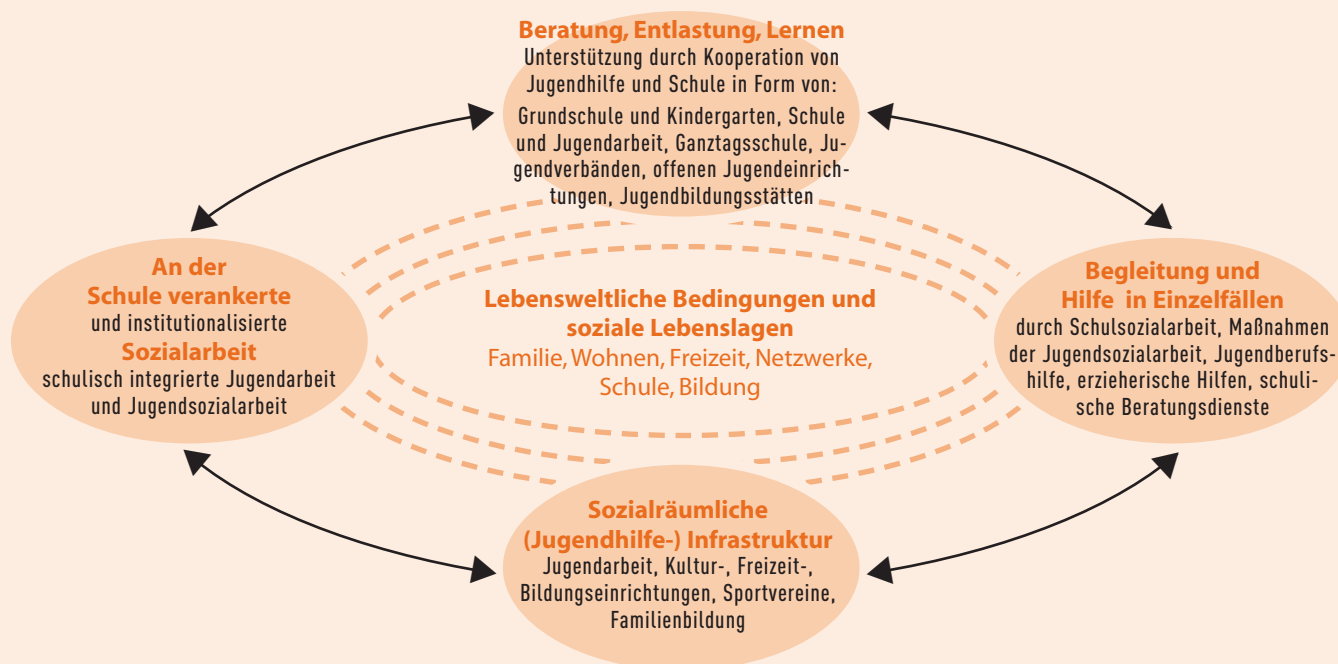 Beratung, Entlastung, Lernen
Unterstützung durch Kooperation von
Jugendhilfe und Schule in Form von:
Grundschule und Kindergarten, Schule
und Jugendarbeit, Ganztagsschule, Ju-
gendverbänden, offenen Jugendeinrich-
tungen, Jugendbildungsstätten
An der
Schule verankerte
und institutionalisierte
Sozialarbeit
schulisch integrierte Jugendarbeit
und Jugendsozialarbeit
Lebensweltliche Bedingungen und
soziale Lebenslagen
Familie, Wohnen, Freizeit, Netzwerke,
Schule, Bildung
Begleitung und
Hilfe in Einzelfällen
durch Schulsozialarbeit, Maßnahmen
der Jugendsozialarbeit, Jugendberufs-
hilfe, erzieherische Hilfen, schuli-
sche Beratungsdienste
Sozialräumliche
(Jugendhilfe-) Infrastruktur
Jugendarbeit, Kultur-, Freizeit-,
Bildungseinrichtungen, Sportvereine,
Familienbildung